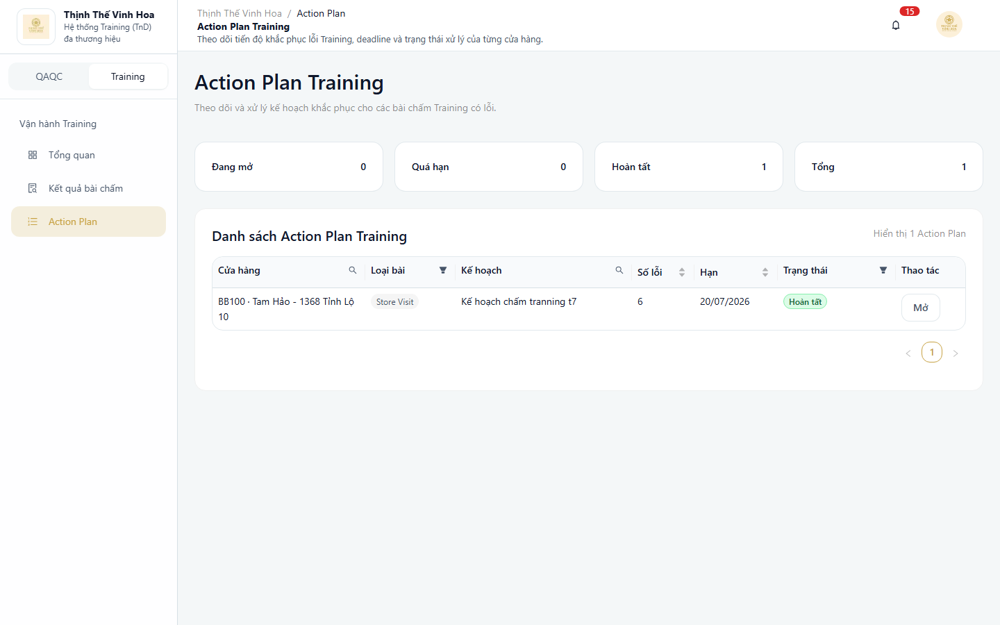 Thịnh Thế Vinh Hoa
Hệ thống Training (TnD)
đa thương hiệu
QAQC
Training
Vận hành Training
Tổng quan
Kết quả bài chấm
Action Plan
Thịnh Thế Vinh Hoa / Action Plan
Action Plan Training
Theo dõi tiến độ khắc phục lỗi Training, deadline và trạng thái xử lý của từng cửa hàng.
15
Action Plan Training
Theo dõi và xử lý kế hoạch khắc phục cho các bài chấm Training có lỗi.
Đang mở 0
Quá hạn 0
Hoàn tất 1
Tổng 1
Danh sách Action Plan Training
Hiển thị 1 Action Plan
Cửa hàng Loại bài Kế hoạch Số lỗi Hạn Trạng thái Thao tác
BB100 · Tam Hảo - 1368 Tỉnh Lộ 
10
Store Visit
Kế hoạch chấm tranning t7
6
20/07/2026
Hoàn tất
Mở
1